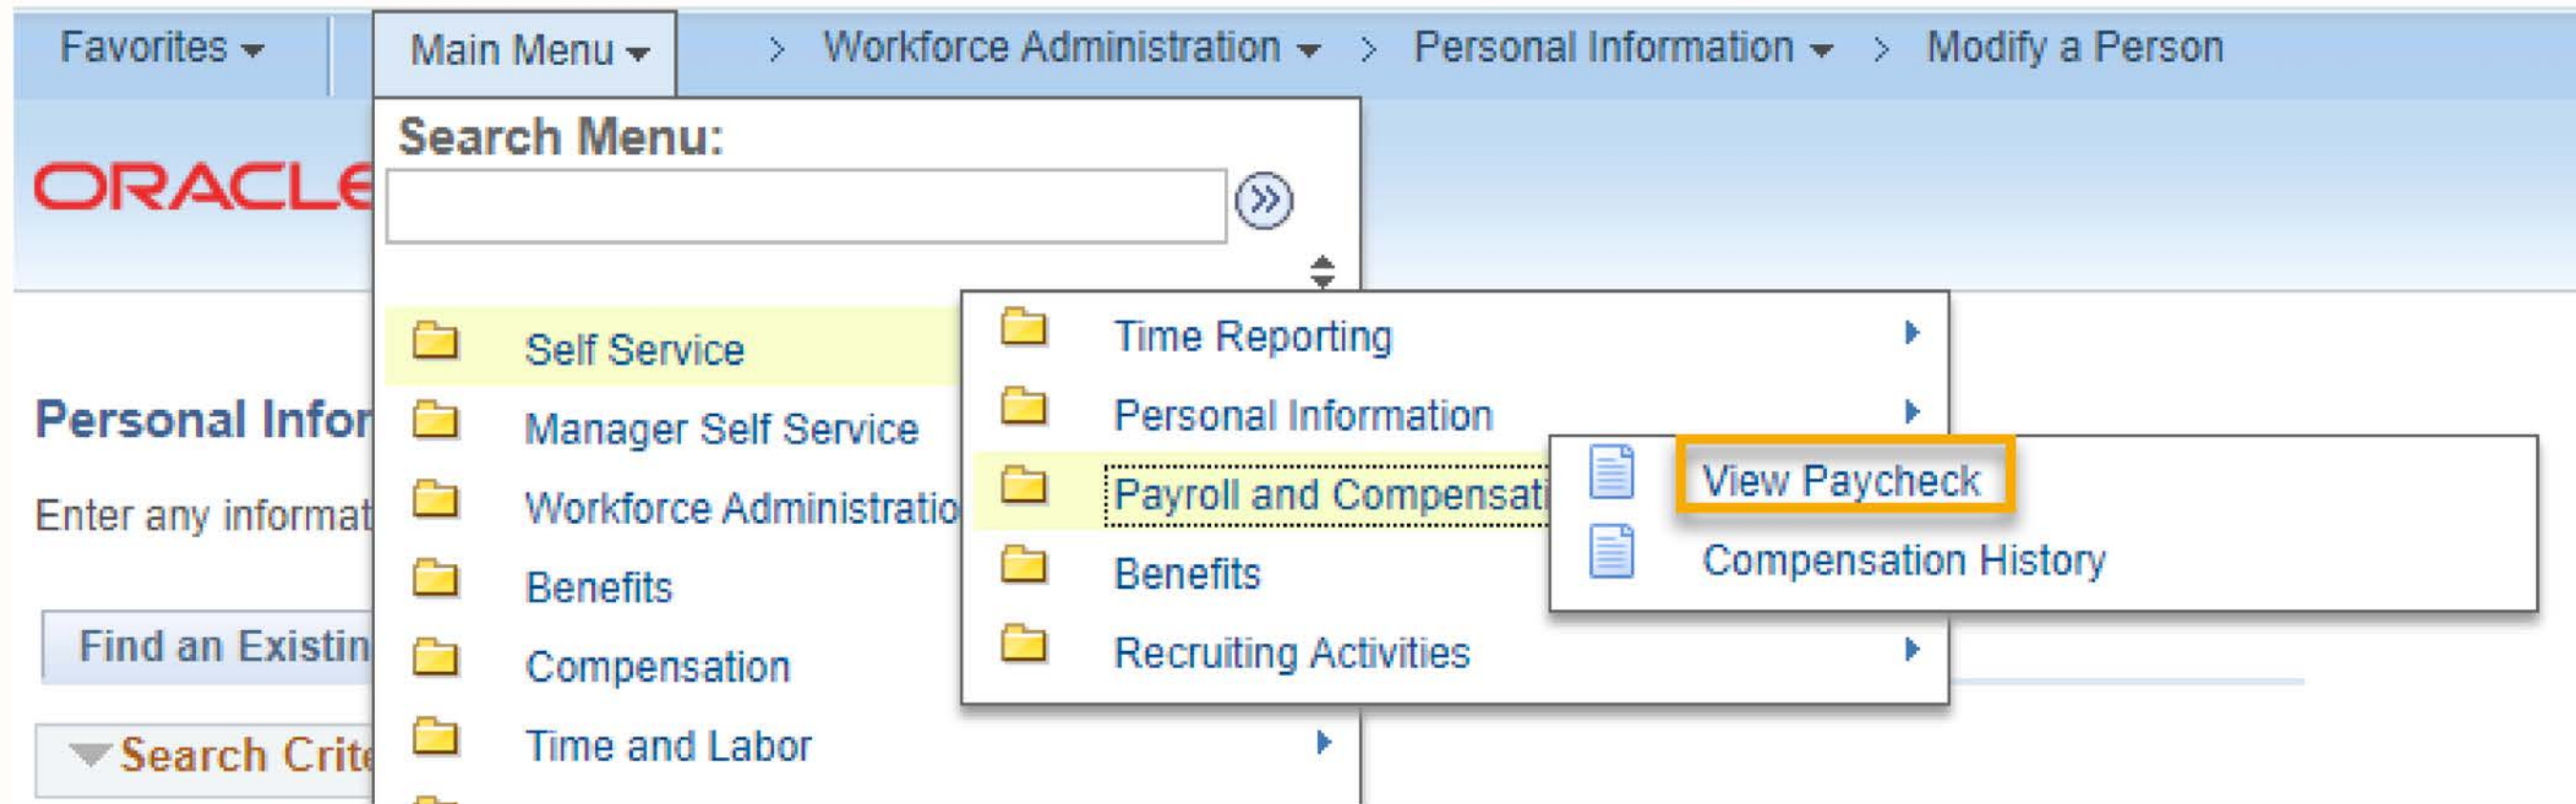 Favorites Main Menu > Workforce Administration > Personal Information > Modify a Person
Search Menu:
ORACLE
Self Service
Manager Self Service
Workforce Administratio
Benefits
Compensation
Time and Labor
Time Reporting
Personal Information
Payroll and Compensati
Benefits
Recruiting Activities
View Paycheck
Compensation History
Personal Infor
Enter any informat
Find an Existin
Search Crite